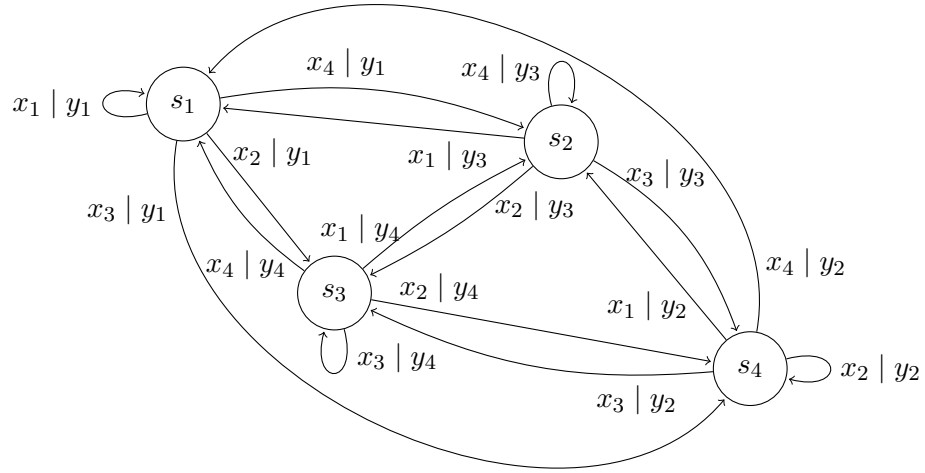 x₄ | y₁
x₄ | y₃
x₁ | y₁
s₁
s₂
x₂ | y₁
x₁ | y₃
x₃ | y₃
x₃ | y₁
x₂ | y₃
x₁ | y₄
x₄ | y₄
x₄ | y₂
s₃
x₂ | y₄
x₁ | y₂
x₃ | y₄
s₄
x₂ | y₂
x₃ | y₂